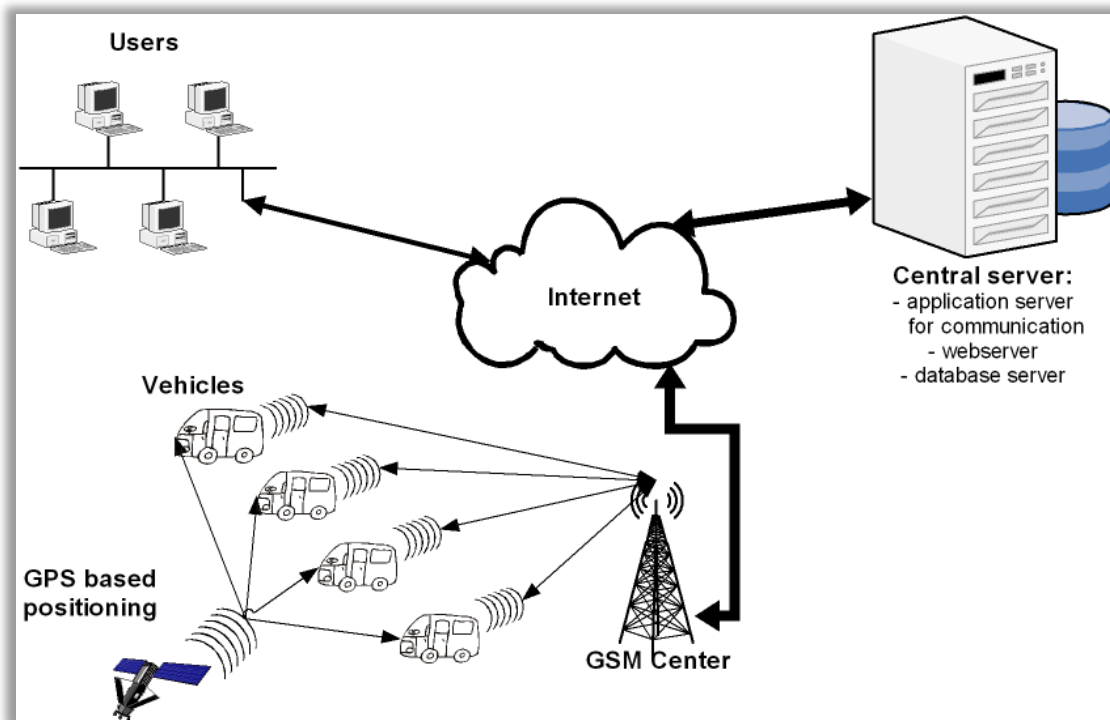 Users
Internet
Central server:
- application server
for communication
- webserver
- database server
Vehicles
GPS based
positioning
GSM Center